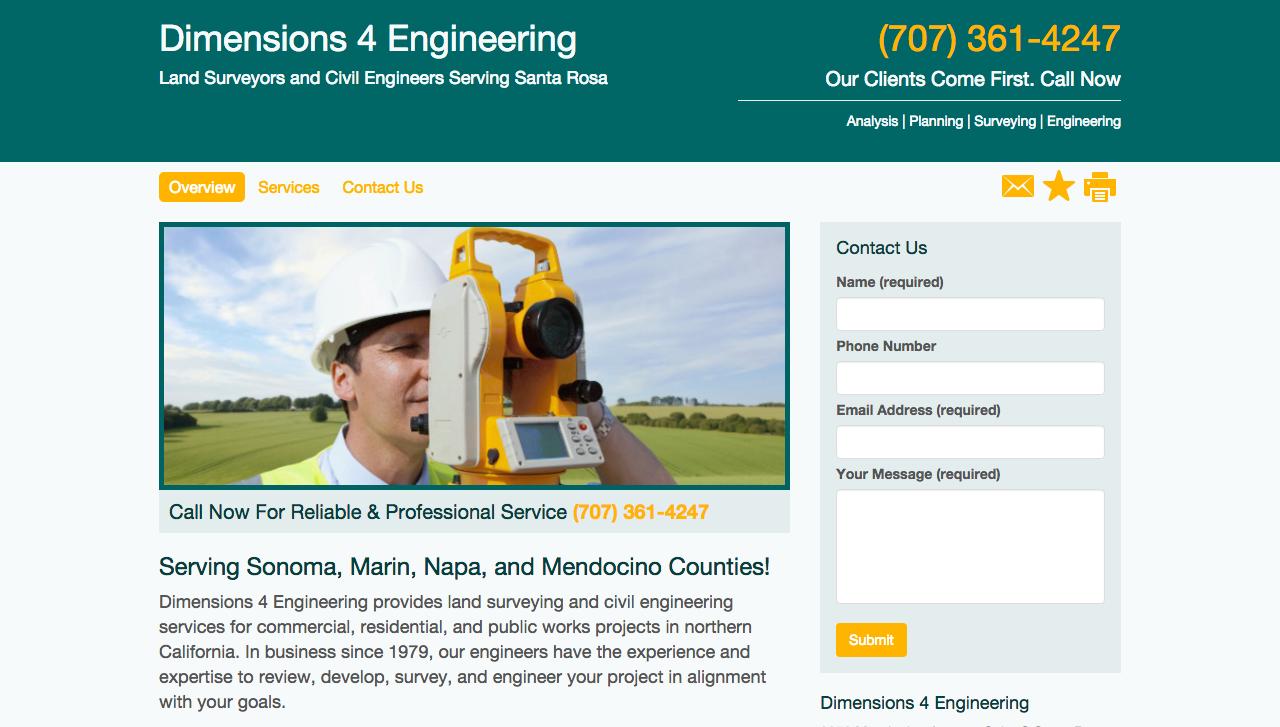 Dimensions 4 Engineering
Land Surveyors and Civil Engineers Serving Santa Rosa
(707) 361-4247
Our Clients Come First. Call Now
Analysis | Planning | Surveying | Engineering
Overview
Services
Contact Us
Call Now For Reliable & Professional Service (707) 361-4247
Serving Sonoma, Marin, Napa, and Mendocino Counties!
Dimensions 4 Engineering provides land surveying and civil engineering
services for commercial, residential, and public works projects in northern
California. In business since 1979, our engineers have the experience and
expertise to review, develop, survey, and engineer your project in alignment
with your goals.
Contact Us
Name (required)
Phone Number
Email Address (required)
Your Message (required)
Submit
Dimensions 4 Engineering